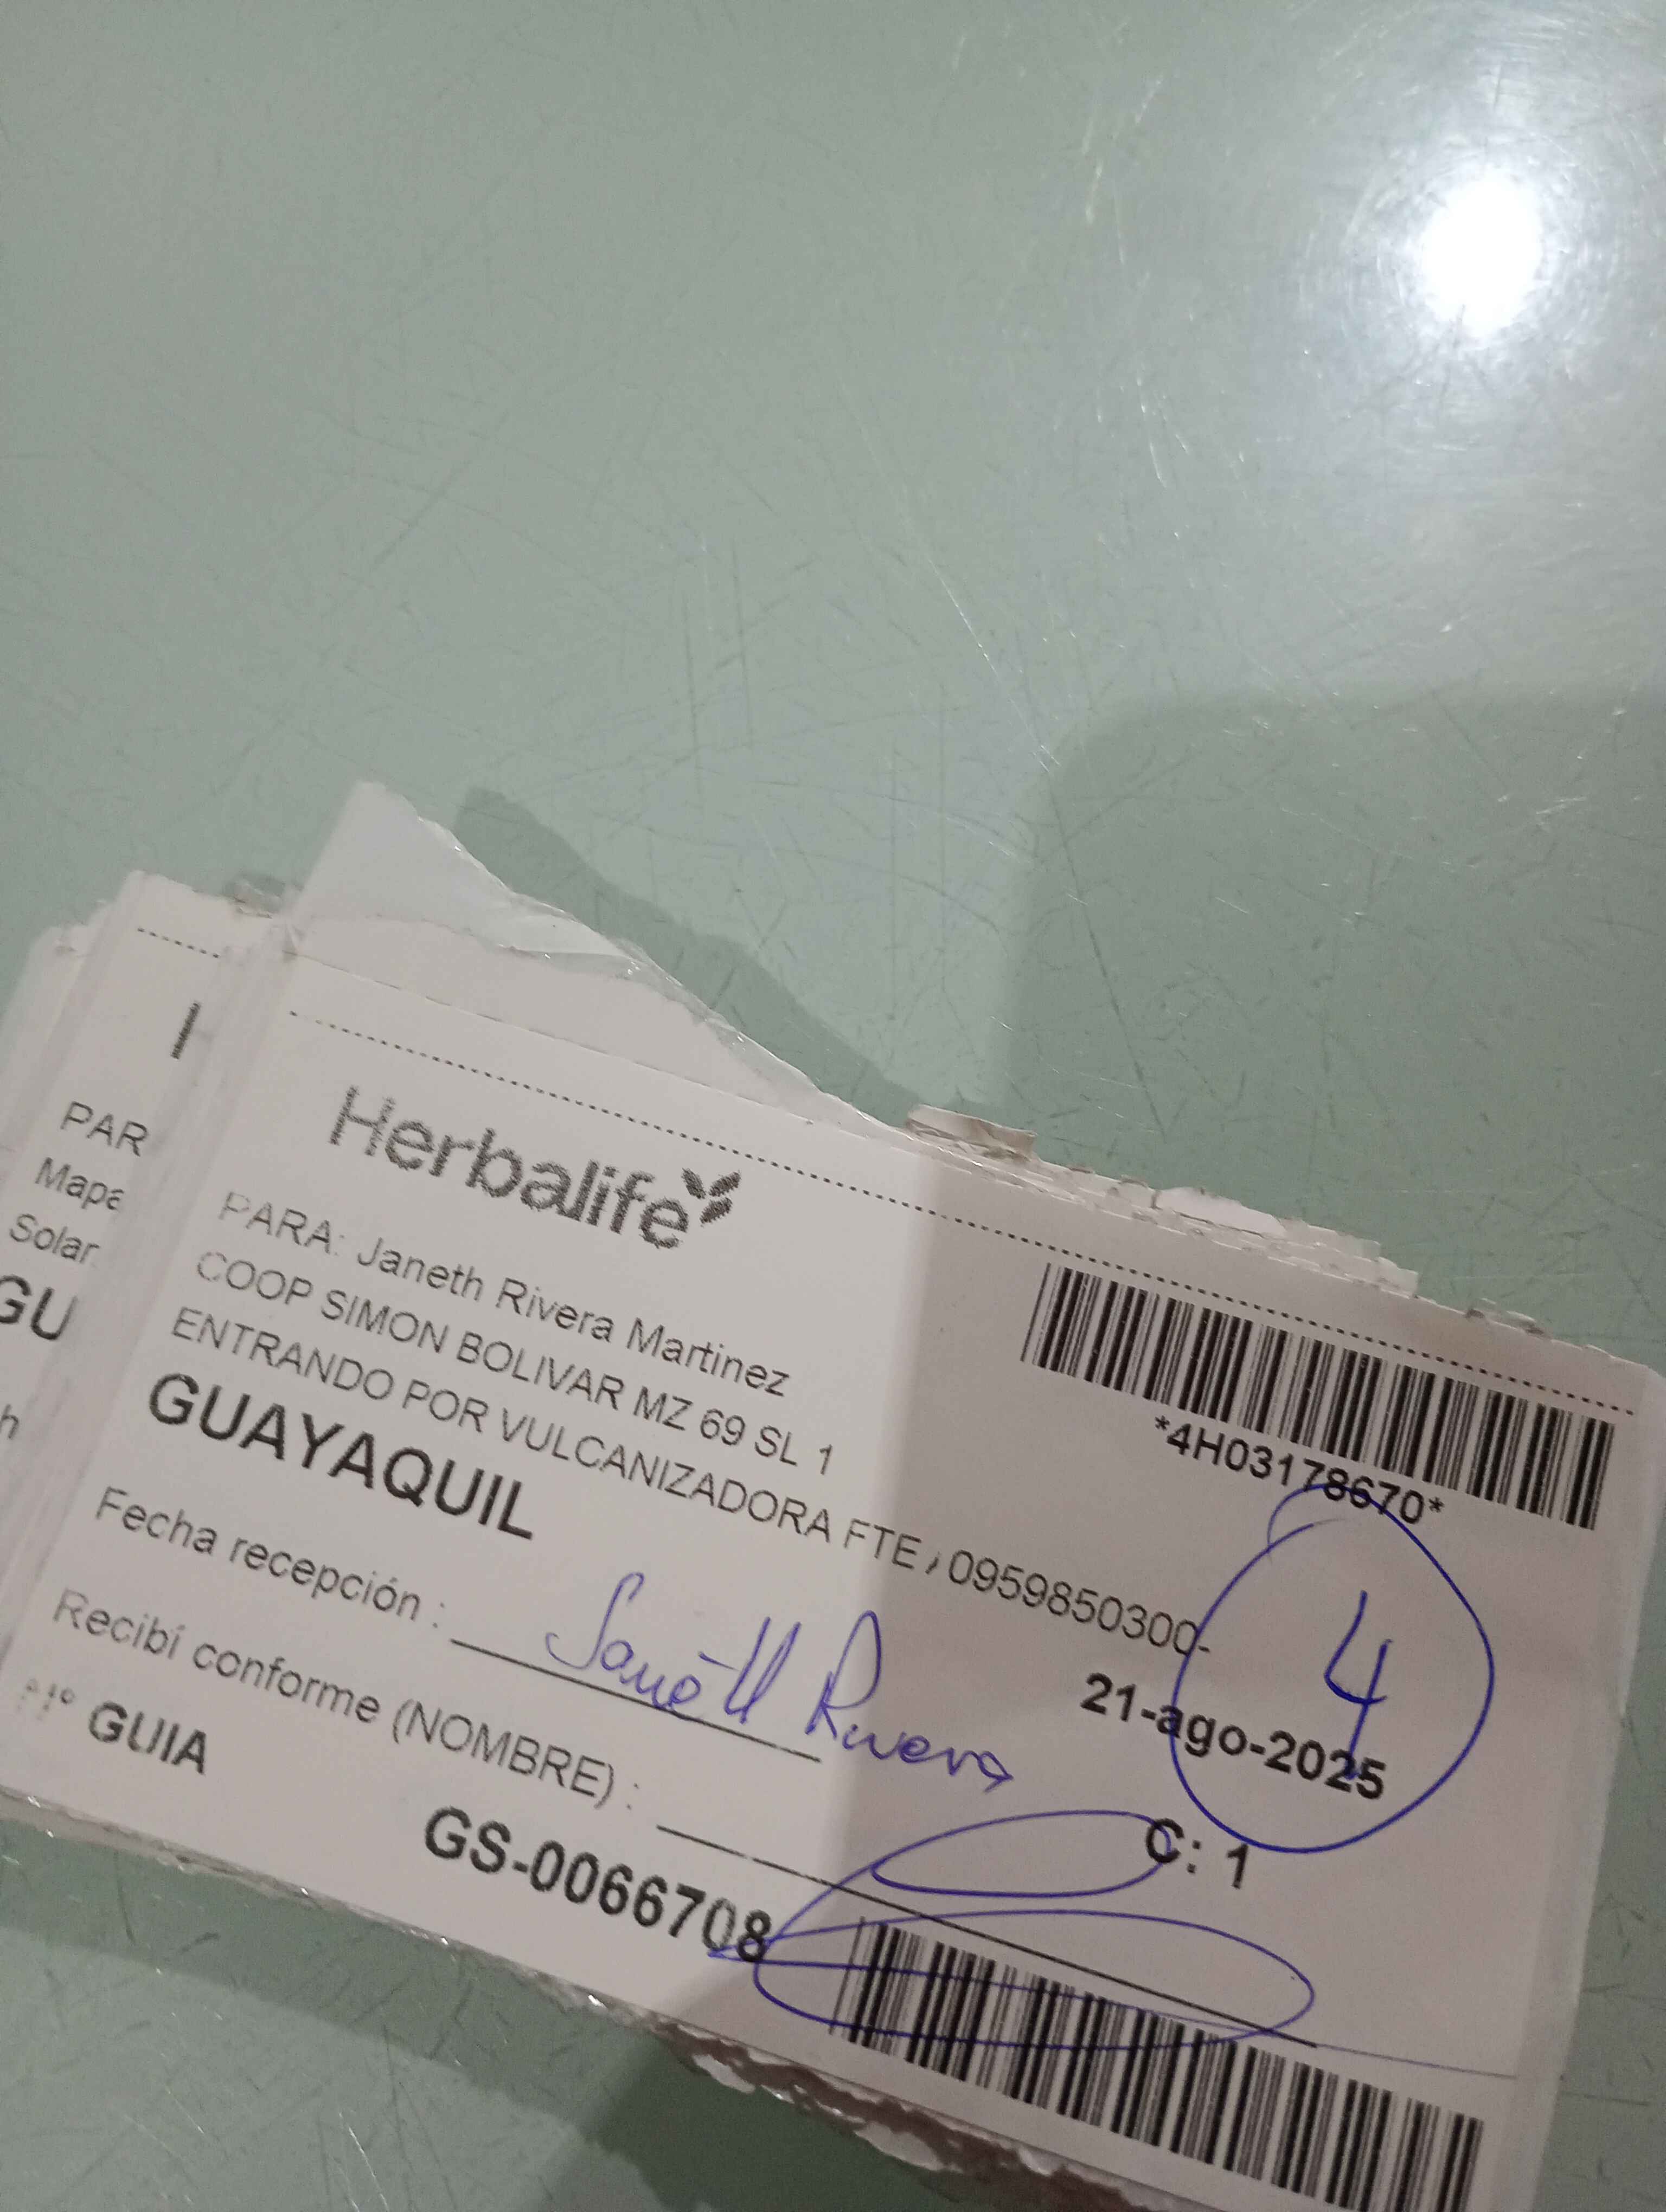 Herbalife
PARA: Janeth Rivera Martinez
COOP SIMON BOLIVAR MZ 69 SL 1
ENTRANDO POR VULCANIZADORA FTE / 0959850300-
GUAYAQUIL
*4H03178670*
4
21-ago-2025
Fecha recepción :
Janeth Rivera
Recibí conforme (NOMBRE) :
C: 1
N° GUIA
GS-0066708
PAR
Mapa
Solar
GU
h